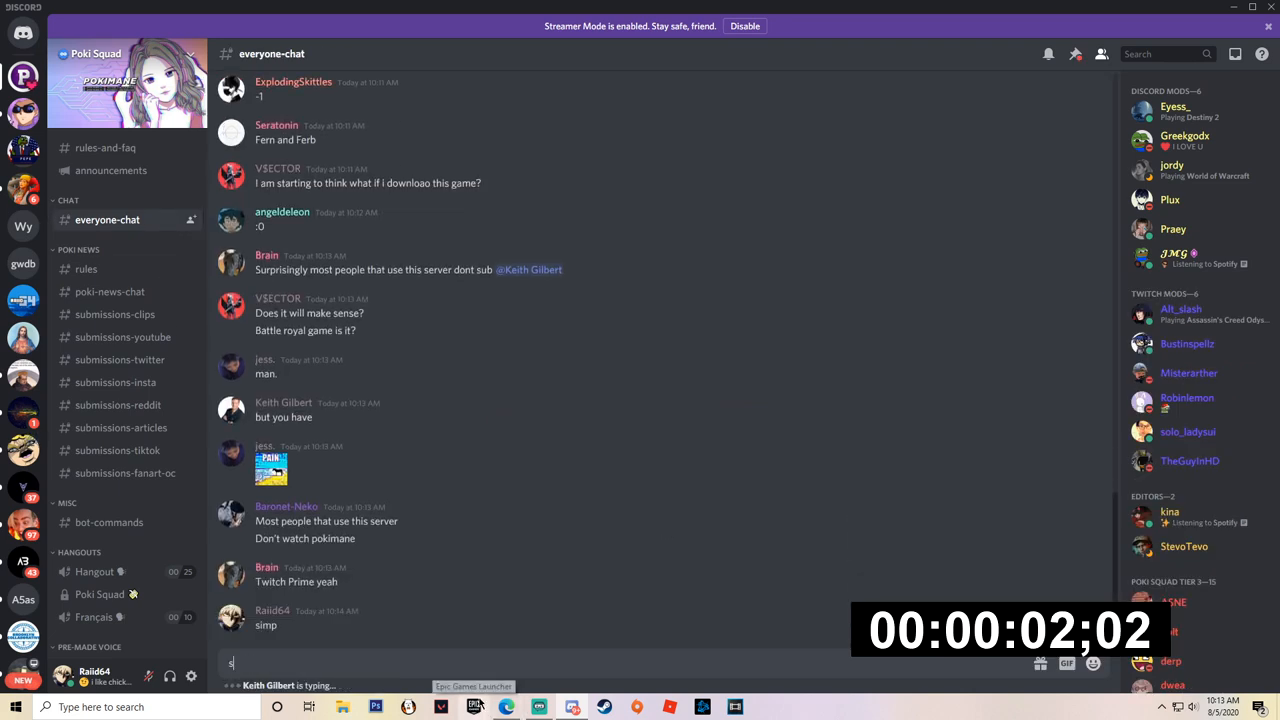 DISCORD
Streamer Mode is enabled. Stay safe, friend. Disable
Poki Squad
POKIMANE
rules-and-faq
announcements
CHAT
everyone-chat
POKI NEWS
rules
poki-news-chat
submissions-clips
submissions-youtube
submissions-twitter
submissions-insta
submissions-reddit
submissions-articles
submissions-tiktok
submissions-fanart-oc
MISC
bot-commands
HANGOUTS
Hangout 00 25
Poki Squad
Français 00 10
PRE-MADE VOICE
Raiid64
i like chick...
6
Wy
gwdb
1
37
97
AB
43
A5as
NEW
everyone-chat
Search
ExplodingSkittles Today at 10:11 AM
-1
Seratonin Today at 10:11 AM
Fern and Ferb
V$ECTOR Today at 10:11 AM
I am starting to think what if i downloao this game?
angeldeleon Today at 10:12 AM
:0
Brain Today at 10:13 AM
Surprisingly most people that use this server dont sub @Keith Gilbert
V$ECTOR Today at 10:13 AM
Does it will make sense?
Battle royal game is it?
jess. Today at 10:13 AM
man.
Keith Gilbert Today at 10:13 AM
but you have
jess. Today at 10:13 AM
PAIN
Baronet-Neko Today at 10:13 AM
Most people that use this server
Don't watch pokimane
Brain Today at 10:13 AM
Twitch Prime yeah
Raiid64 Today at 10:14 AM
simp
s
GIF
Keith Gilbert is typing...
Epic Games Launcher
DISCORD MODS—6
Eyess_
Playing Destiny 2
Greekgodx
I LOVE U
jordy
Playing World of Warcraft
Plux
Praey
𝓙𝓜𝓖
Listening to Spotify
TWITCH MODS—6
Alt_slash
Playing Assassin's Creed Odys...
Bustinspellz
Misterarther
Robinlemon
solo_ladysui
TheGuyInHD
EDITORS—2
kina
Listening to Spotify
StevoTevo
POKI SQUAD TIER 3—15
derp
dwea
00:00:02;02
Type here to search
EPIC
10:13 AM
8/5/2020
2